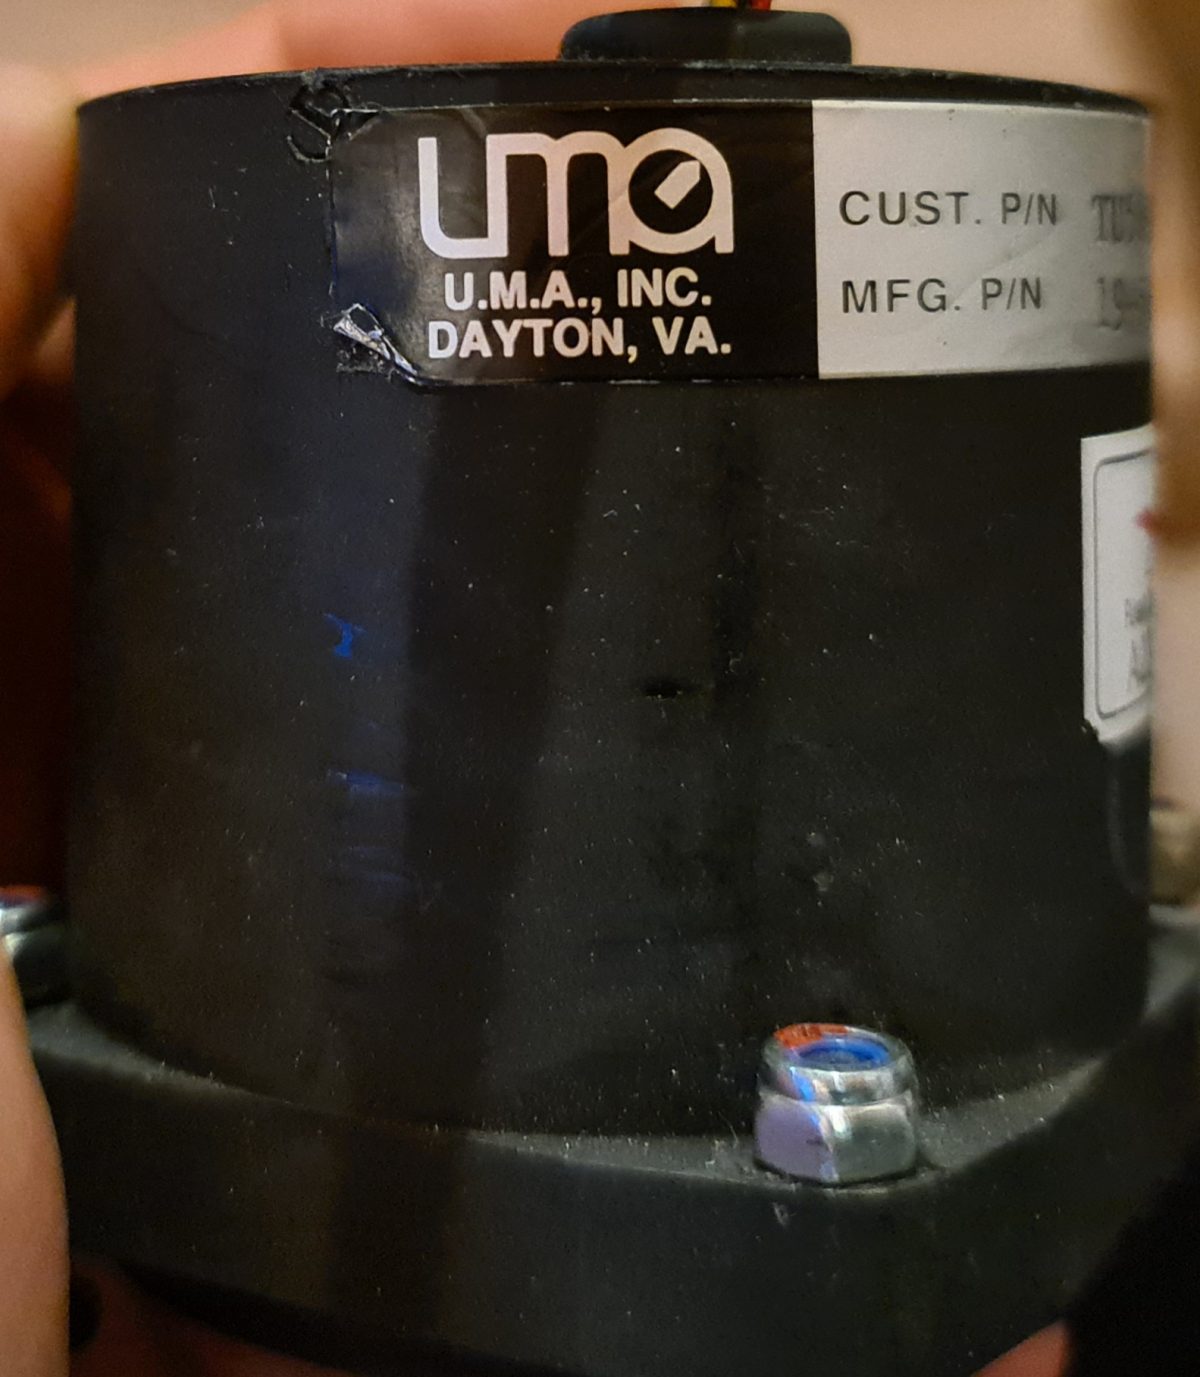 uma
U.M.A., INC.
DAYTON, VA.
CUST. P/N
MFG. P/N